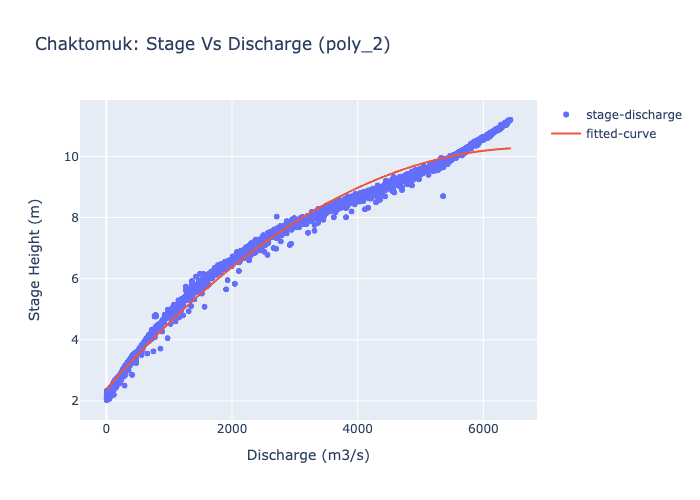 Chaktomuk: Stage Vs Discharge (poly_2)
stage-discharge
fitted-curve
10
8
6
4
2
Stage Height (m)
0 2000 4000 6000
Discharge (m3/s)